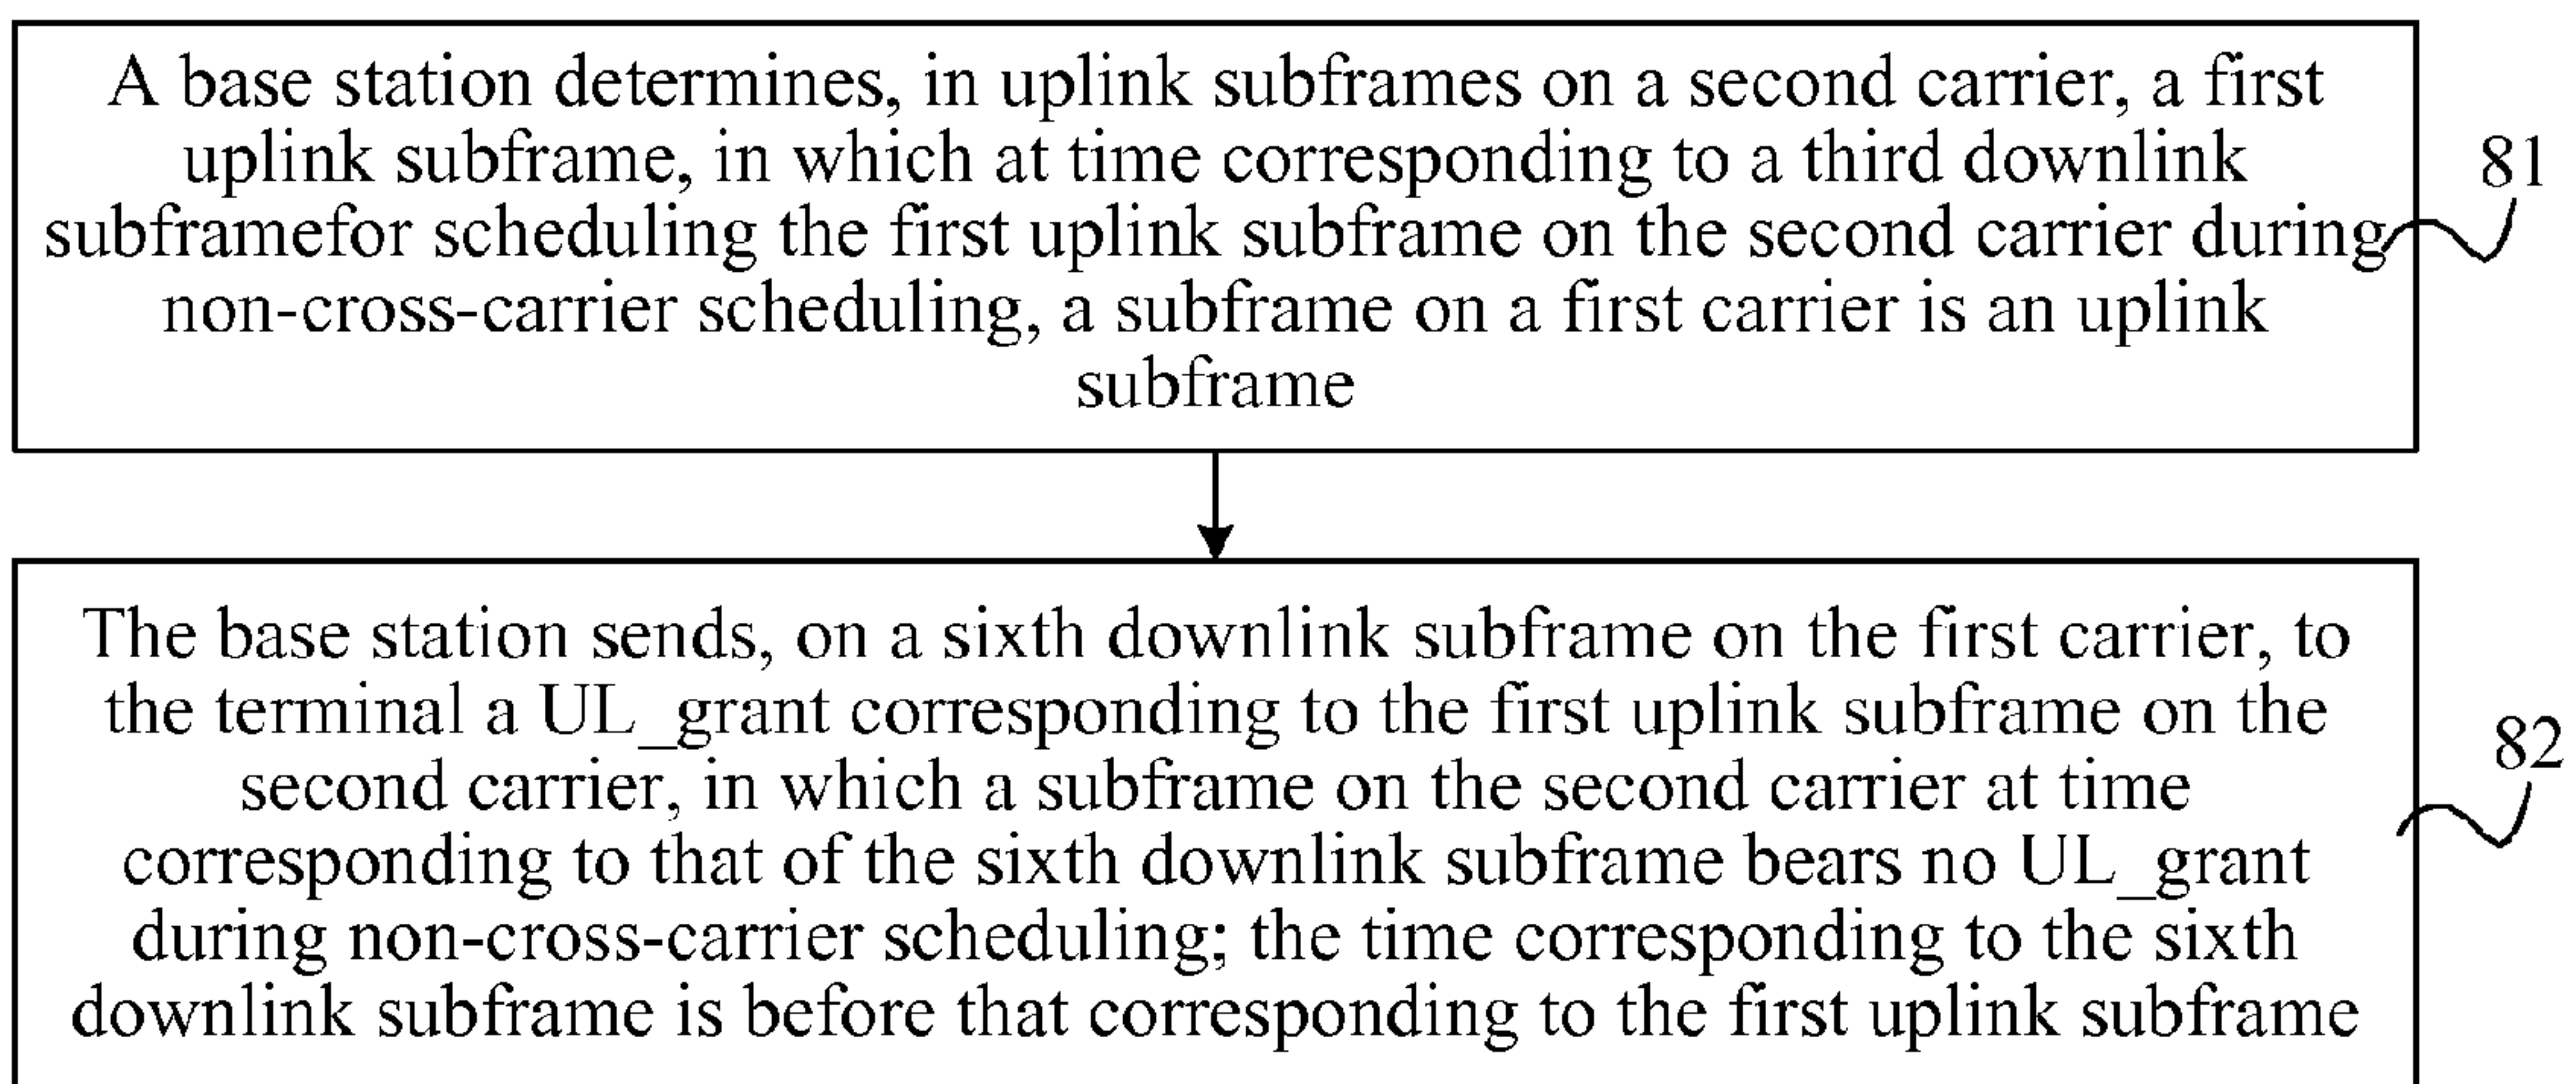 A base station determines, in uplink subframes on a second carrier, a first
uplink subframe, in which at time corresponding to a third downlink
subframefor scheduling the first uplink subframe on the second carrier during
non-cross-carrier scheduling, a subframe on a first carrier is an uplink
subframe
81
The base station sends, on a sixth downlink subframe on the first carrier, to
the terminal a UL_grant corresponding to the first uplink subframe on the
second carrier, in which a subframe on the second carrier at time
corresponding to that of the sixth downlink subframe bears no UL_grant
during non-cross-carrier scheduling; the time corresponding to the sixth
downlink subframe is before that corresponding to the first uplink subframe
82